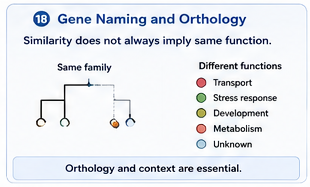 18 Gene Naming and Orthology
Similarity does not always imply same function.
Same family
Different functions
Transport
Stress response
Development
Metabolism
Unknown
Orthology and context are essential.